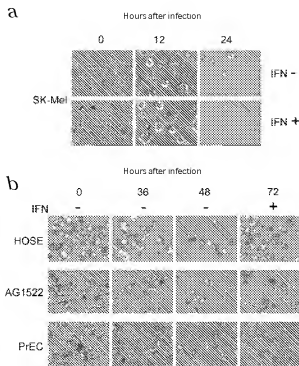 a
Hours after infection
0 12 24
IFN -
SK-Mel
IFN +
Hours after infection
b
0 36 48 72
IFN - - - +
HOSE
AG1522
PrEC